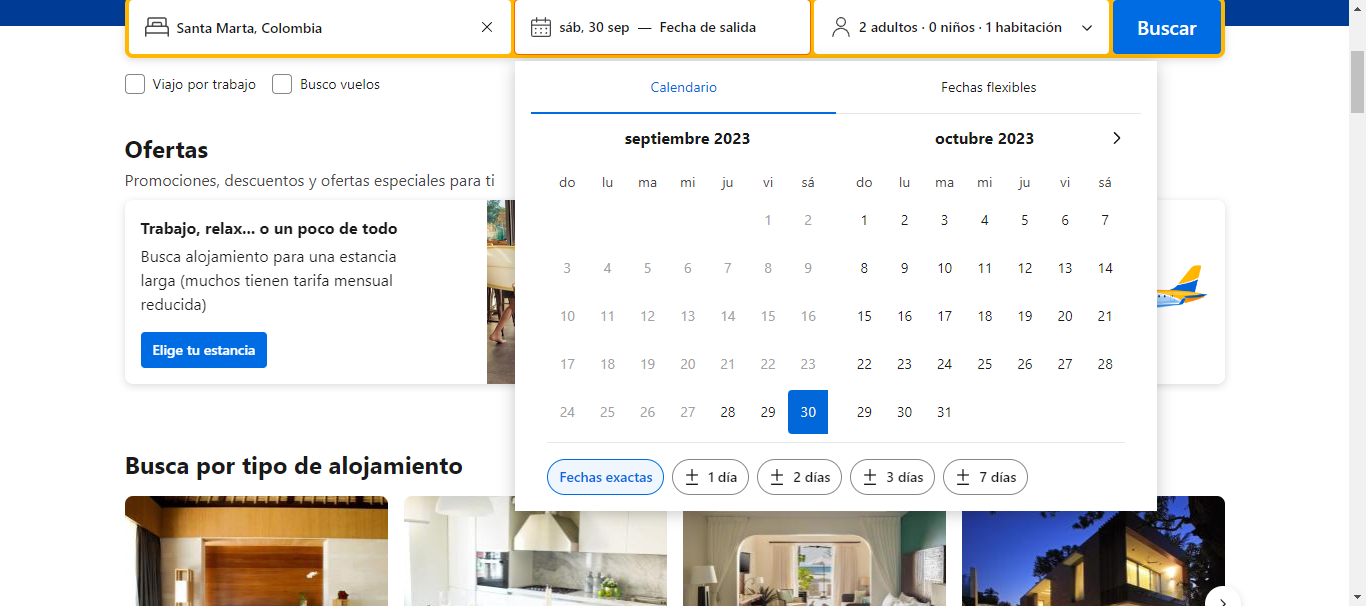 Santa Marta, Colombia
sáb, 30 sep — Fecha de salida
2 adultos · 0 niños · 1 habitación
Buscar
Viajo por trabajo
Busco vuelos
Ofertas
Promociones, descuentos y ofertas especiales para ti
Trabajo, relax... o un poco de todo
Busca alojamiento para una estancia
larga (muchos tienen tarifa mensual
reducida)
Elige tu estancia
Calendario
Fechas flexibles
septiembre 2023
do lu ma mi ju vi sá
1 2
3 4 5 6 7 8 9
10 11 12 13 14 15 16
17 18 19 20 21 22 23
24 25 26 27 28 29 30
octubre 2023
do lu ma mi ju vi sá
1 2 3 4 5 6 7
8 9 10 11 12 13 14
15 16 17 18 19 20 21
22 23 24 25 26 27 28
29 30 31
Fechas exactas
± 1 día
± 2 días
± 3 días
± 7 días
Busca por tipo de alojamiento